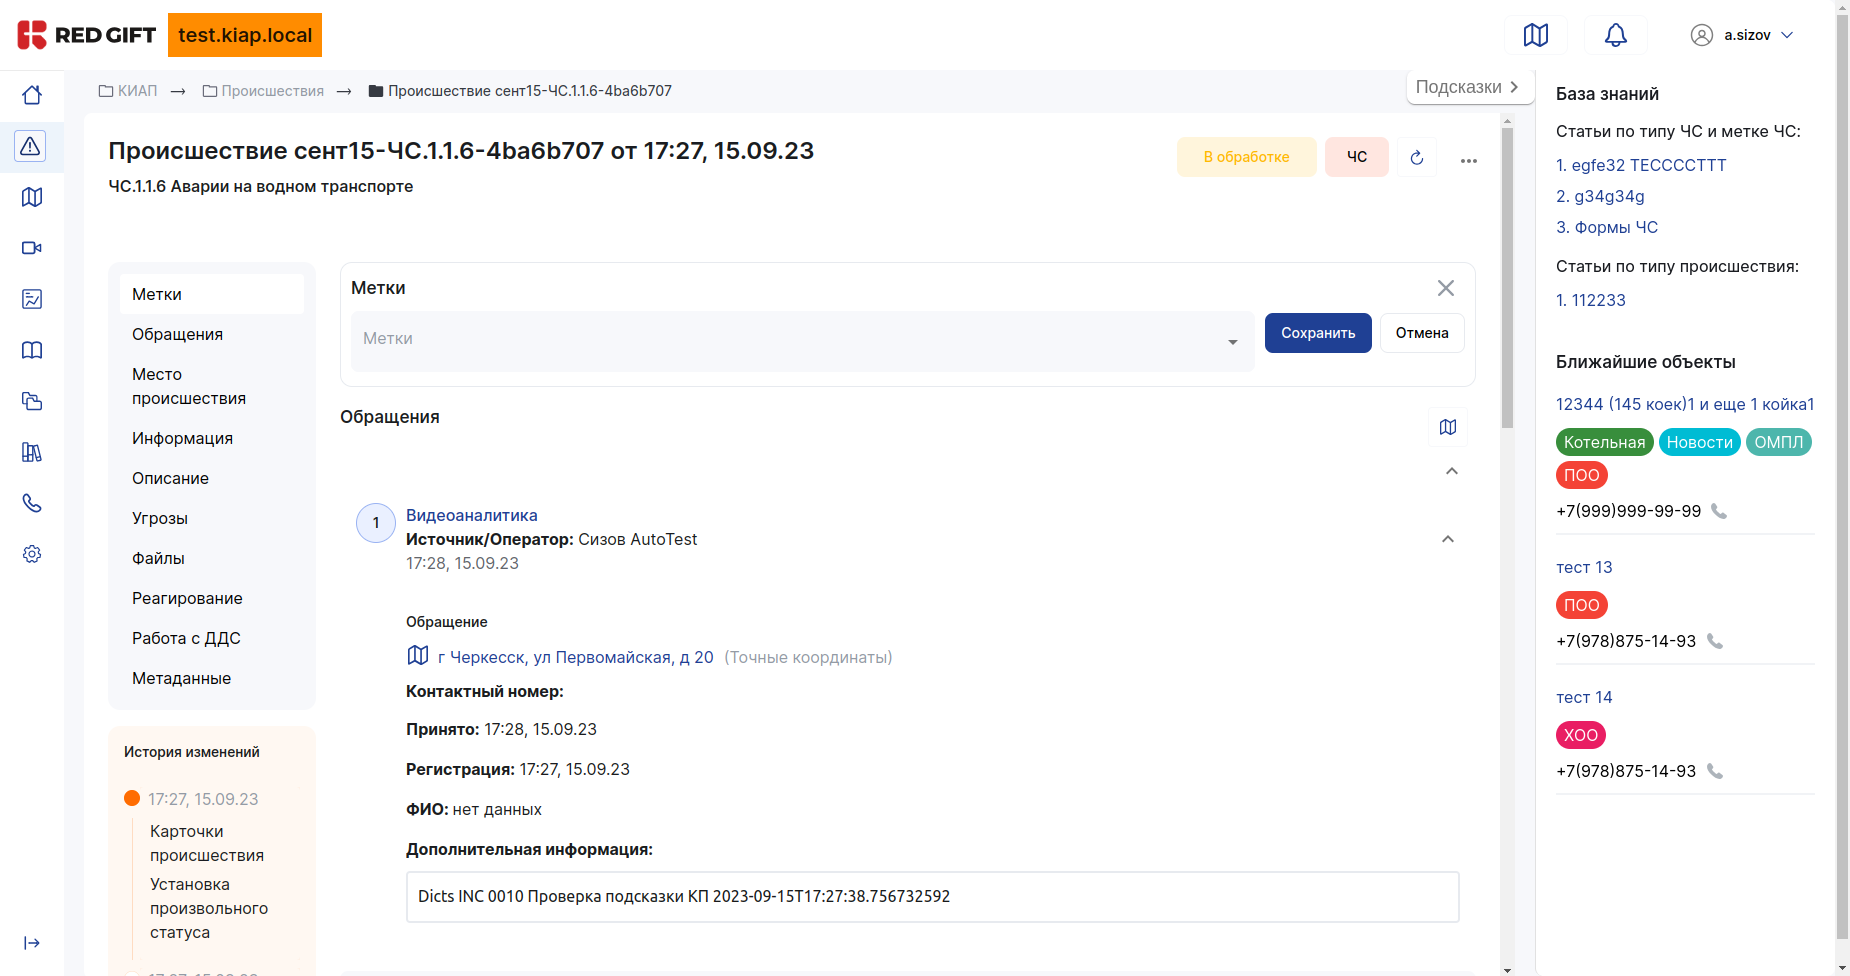 RED GIFT
test.kiap.local
a.sizov
КИАП → Происшествия → Происшествие сент15-ЧС.1.1.6-4ba6b707
Подсказки
Происшествие сент15-ЧС.1.1.6-4ba6b707 от 17:27, 15.09.23
ЧС.1.1.6 Аварии на водном транспорте
В обработке
ЧС
Метки
Обращения
Место
происшествия
Информация
Описание
Угрозы
Файлы
Реагирование
Работа с ДДС
Метаданные
История изменений
17:27, 15.09.23
Карточки
происшествия
Установка
произвольного
статуса
Метки
Метки
Сохранить
Отмена
Обращения
1
Видеоаналитика
Источник/Оператор: Сизов AutoTest
17:28, 15.09.23
Обращение
г Черкесск, ул Первомайская, д 20 (Точные координаты)
Контактный номер:
Принято: 17:28, 15.09.23
Регистрация: 17:27, 15.09.23
ФИО: нет данных
Дополнительная информация:
Dicts INC 0010 Проверка подсказки КП 2023-09-15T17:27:38.756732592
База знаний
Статьи по типу ЧС и метке ЧС:
1. egfe32 ТЕССССТТТ
2. g34g34g
3. Формы ЧС
Статьи по типу происшествия:
1. 112233
Ближайшие объекты
12344 (145 коек)1 и еще 1 койка1
Котельная Новости ОМПЛ
ПОО
+7(999)999-99-99
тест 13
ПОО
+7(978)875-14-93
тест 14
ХОО
+7(978)875-14-93